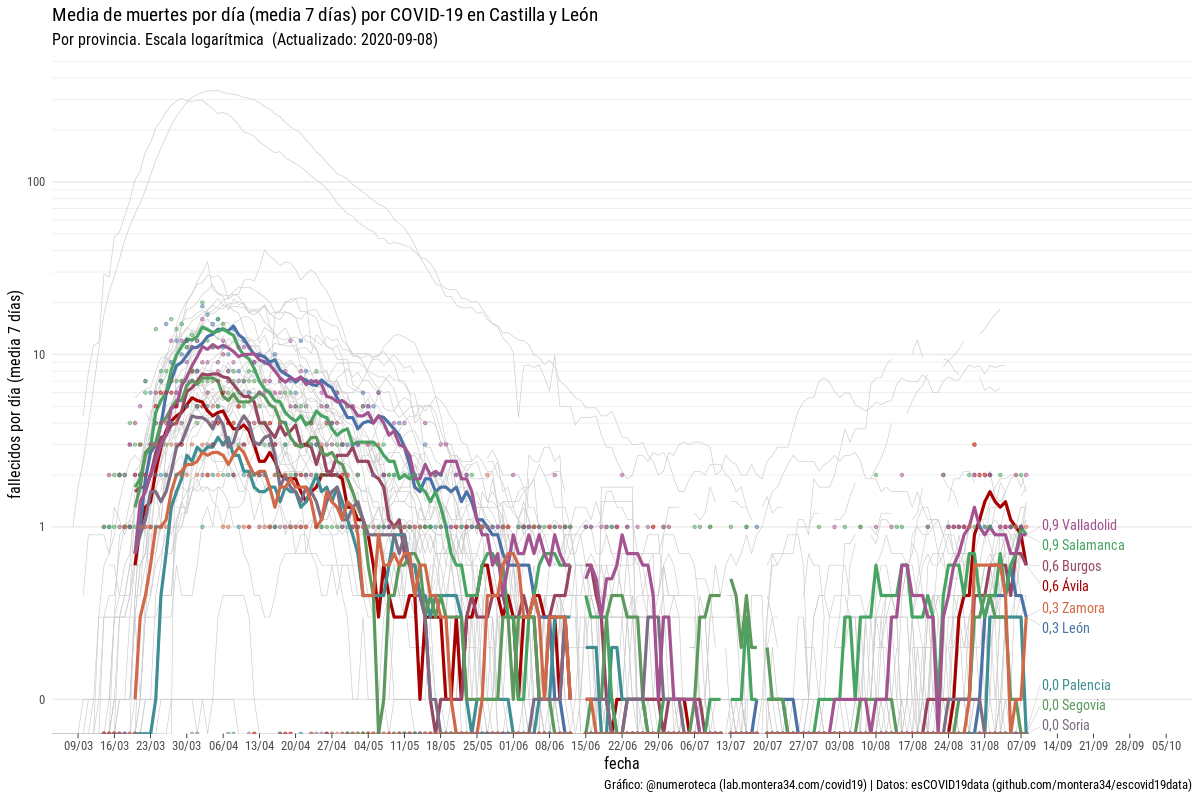 Media de muertes por día (media 7 días) por COVID-19 en Castilla y León
Por provincia. Escala logarítmica  (Actualizado: 2020-09-08)
fallecidos por día (media 7 días)
100
10
1
0
0,9 Valladolid
0,9 Salamanca
0,6 Burgos
0,6 Ávila
0,3 Zamora
0,3 León
0,0 Palencia
0,0 Segovia
0,0 Soria
09/03 16/03 23/03 30/03 06/04 13/04 20/04 27/04 04/05 11/05 18/05 25/05 01/06 08/06 15/06 22/06 29/06 06/07 13/07 20/07 27/07 03/08 10/08 17/08 24/08 31/08 07/09 14/09 21/09 28/09 05/10
fecha
Gráfico: @numeroteca (lab.montera34.com/covid19) | Datos: esCOVID19data (github.com/montera34/escovid19data)